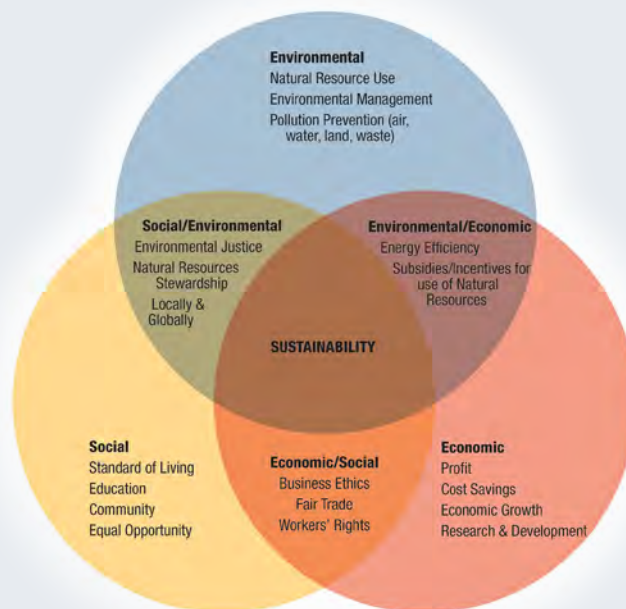 Environmental
Natural Resource Use
Environmental Management
Pollution Prevention (air,
water, land, waste)
Social/Environmental
Environmental Justice
Natural Resources
Stewardship
Locally &
Globally
Environmental/Economic
Energy Efficiency
Subsidies/Incentives for
use of Natural
Resources
SUSTAINABILITY
Social
Standard of Living
Education
Community
Equal Opportunity
Economic/Social
Business Ethics
Fair Trade
Workers’ Rights
Economic
Profit
Cost Savings
Economic Growth
Research & Development